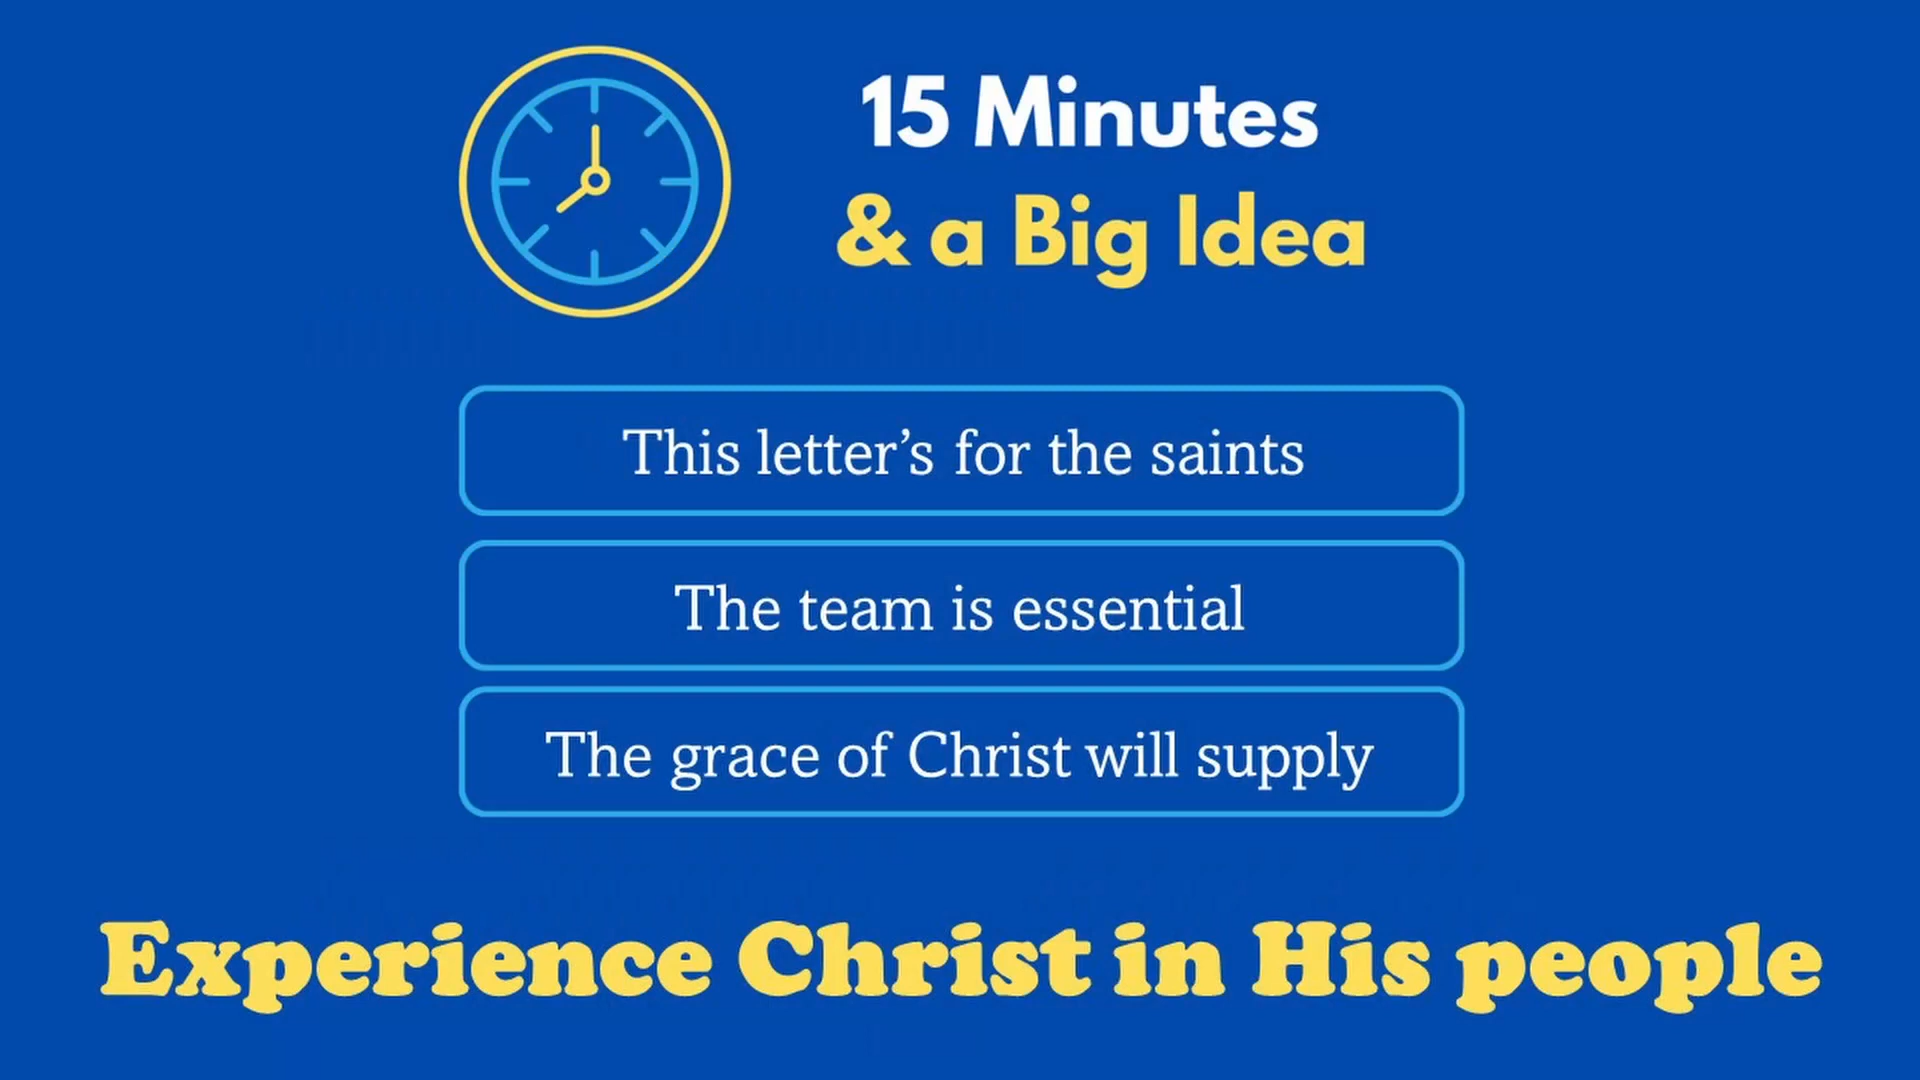 15 Minutes
& a Big Idea
This letter’s for the saints
The team is essential
The grace of Christ will supply
Experience Christ in His people